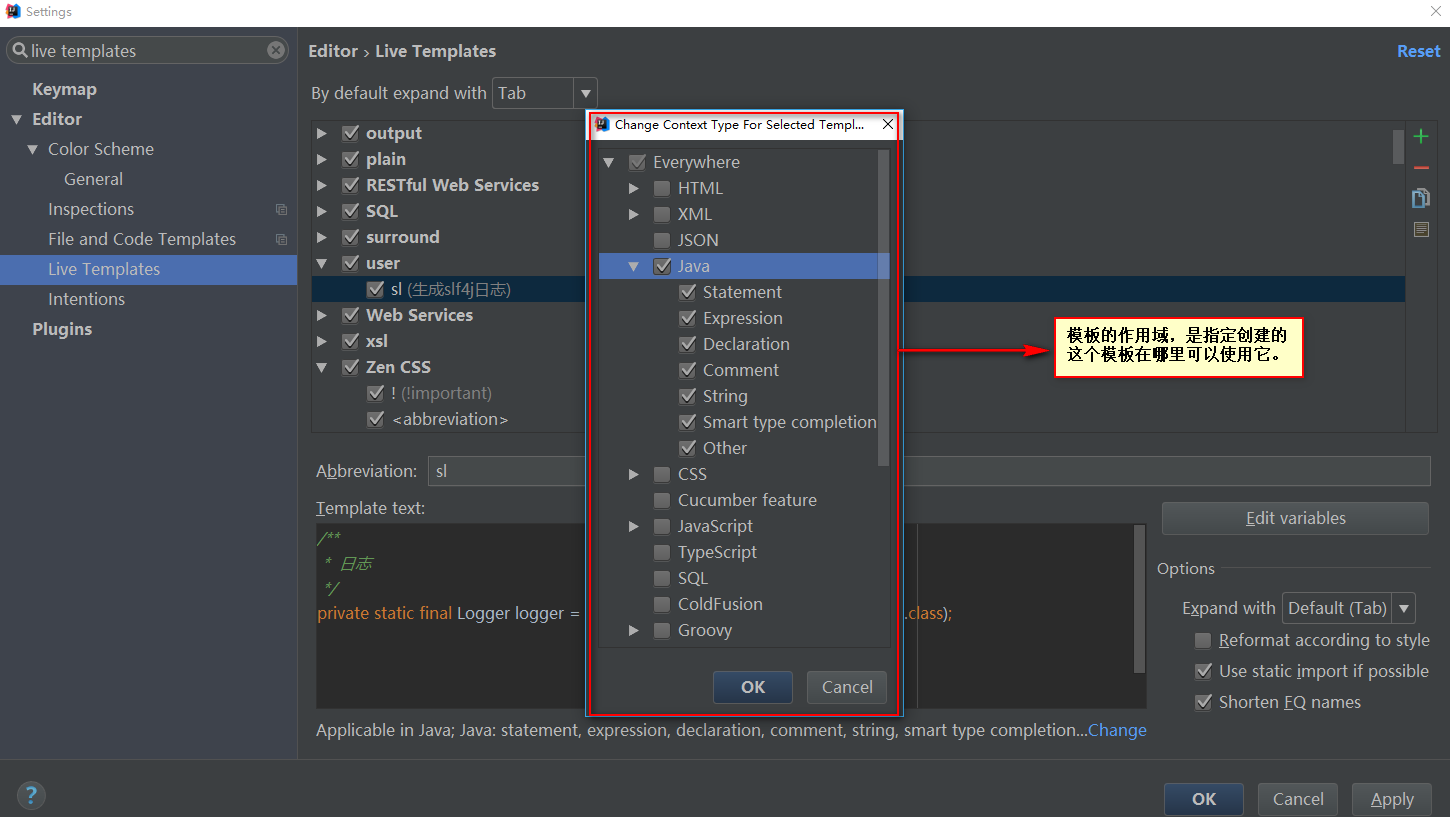 Settings
live templates
Keymap
Editor
Color Scheme
General
Inspections
File and Code Templates
Live Templates
Intentions
Plugins
Editor › Live Templates
Reset
By default expand with Tab
output
plain
RESTful Web Services
SQL
surround
user
sl (生成slf4j日志)
Web Services
xsl
Zen CSS
! (!important)
<abbreviation>
Change Context Type For Selected Templ...
Everywhere
HTML
XML
JSON
Java
Statement
Expression
Declaration
Comment
String
Smart type completion
Other
CSS
Cucumber feature
JavaScript
TypeScript
SQL
ColdFusion
Groovy
OK
Cancel
模板的作用域，是指定创建的
这个模板在哪里可以使用它。
Abbreviation: sl
Template text:
/**
* 日志
*/
private static final Logger logger = .class);
Edit variables
Options
Expand with Default (Tab)
Reformat according to style
Use static import if possible
Shorten FQ names
Applicable in Java; Java: statement, expression, declaration, comment, string, smart type completion...Change
?
OK
Cancel
Apply